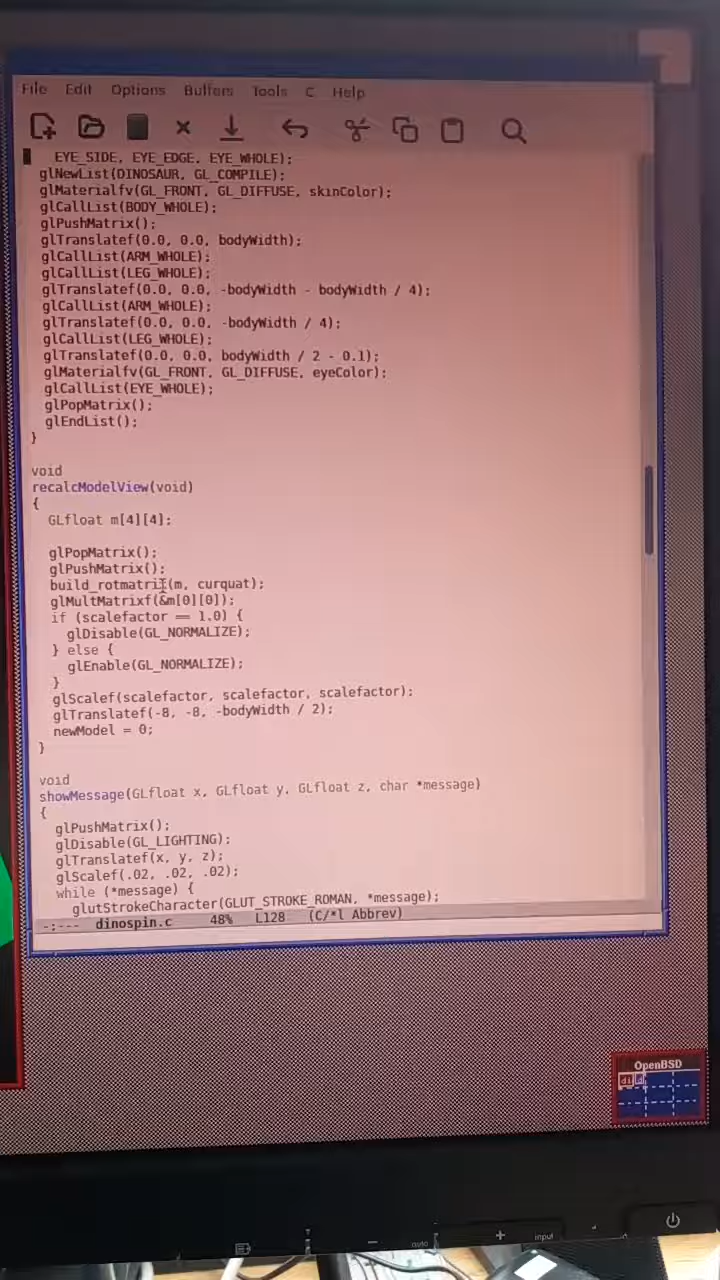 File Edit Options Buffers Tools C Help
EYE_SIDE, EYE_EDGE, EYE_WHOLE);
glNewList(DINOSAUR, GL_COMPILE);
glMaterialfv(GL_FRONT, GL_DIFFUSE, skinColor);
glCallList(BODY_WHOLE);
glPushMatrix();
glTranslatef(0.0, 0.0, bodyWidth);
glCallList(ARM_WHOLE);
glCallList(LEG_WHOLE);
glTranslatef(0.0, 0.0, -bodyWidth - bodyWidth / 4);
glCallList(ARM_WHOLE);
glTranslatef(0.0, 0.0, -bodyWidth / 4);
glCallList(LEG_WHOLE);
glTranslatef(0.0, 0.0, bodyWidth / 2 - 0.1);
glMaterialfv(GL_FRONT, GL_DIFFUSE, eyeColor);
glCallList(EYE_WHOLE);
glPopMatrix();
glEndList();
}
void
recalcModelView(void)
{
GLfloat m[4][4];
glPopMatrix();
glPushMatrix();
build_rotmatrix(m, curquat);
glMultMatrixf(&m[0][0]);
if (scalefactor == 1.0) {
glDisable(GL_NORMALIZE);
} else {
glEnable(GL_NORMALIZE);
}
glScalef(scalefactor, scalefactor, scalefactor);
glTranslatef(-8, -8, -bodyWidth / 2);
newModel = 0;
}
void
showMessage(GLfloat x, GLfloat y, GLfloat z, char *message)
{
glPushMatrix();
glDisable(GL_LIGHTING);
glTranslatef(x, y, z);
glScalef(.02, .02, .02);
while (*message) {
glutStrokeCharacter(GLUT_STROKE_ROMAN, *message);
-:--- dinospin.c 48% L128 (C/*l Abbrev)
OpenBSD
di
auto
input